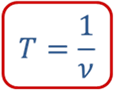 T = 1/ν